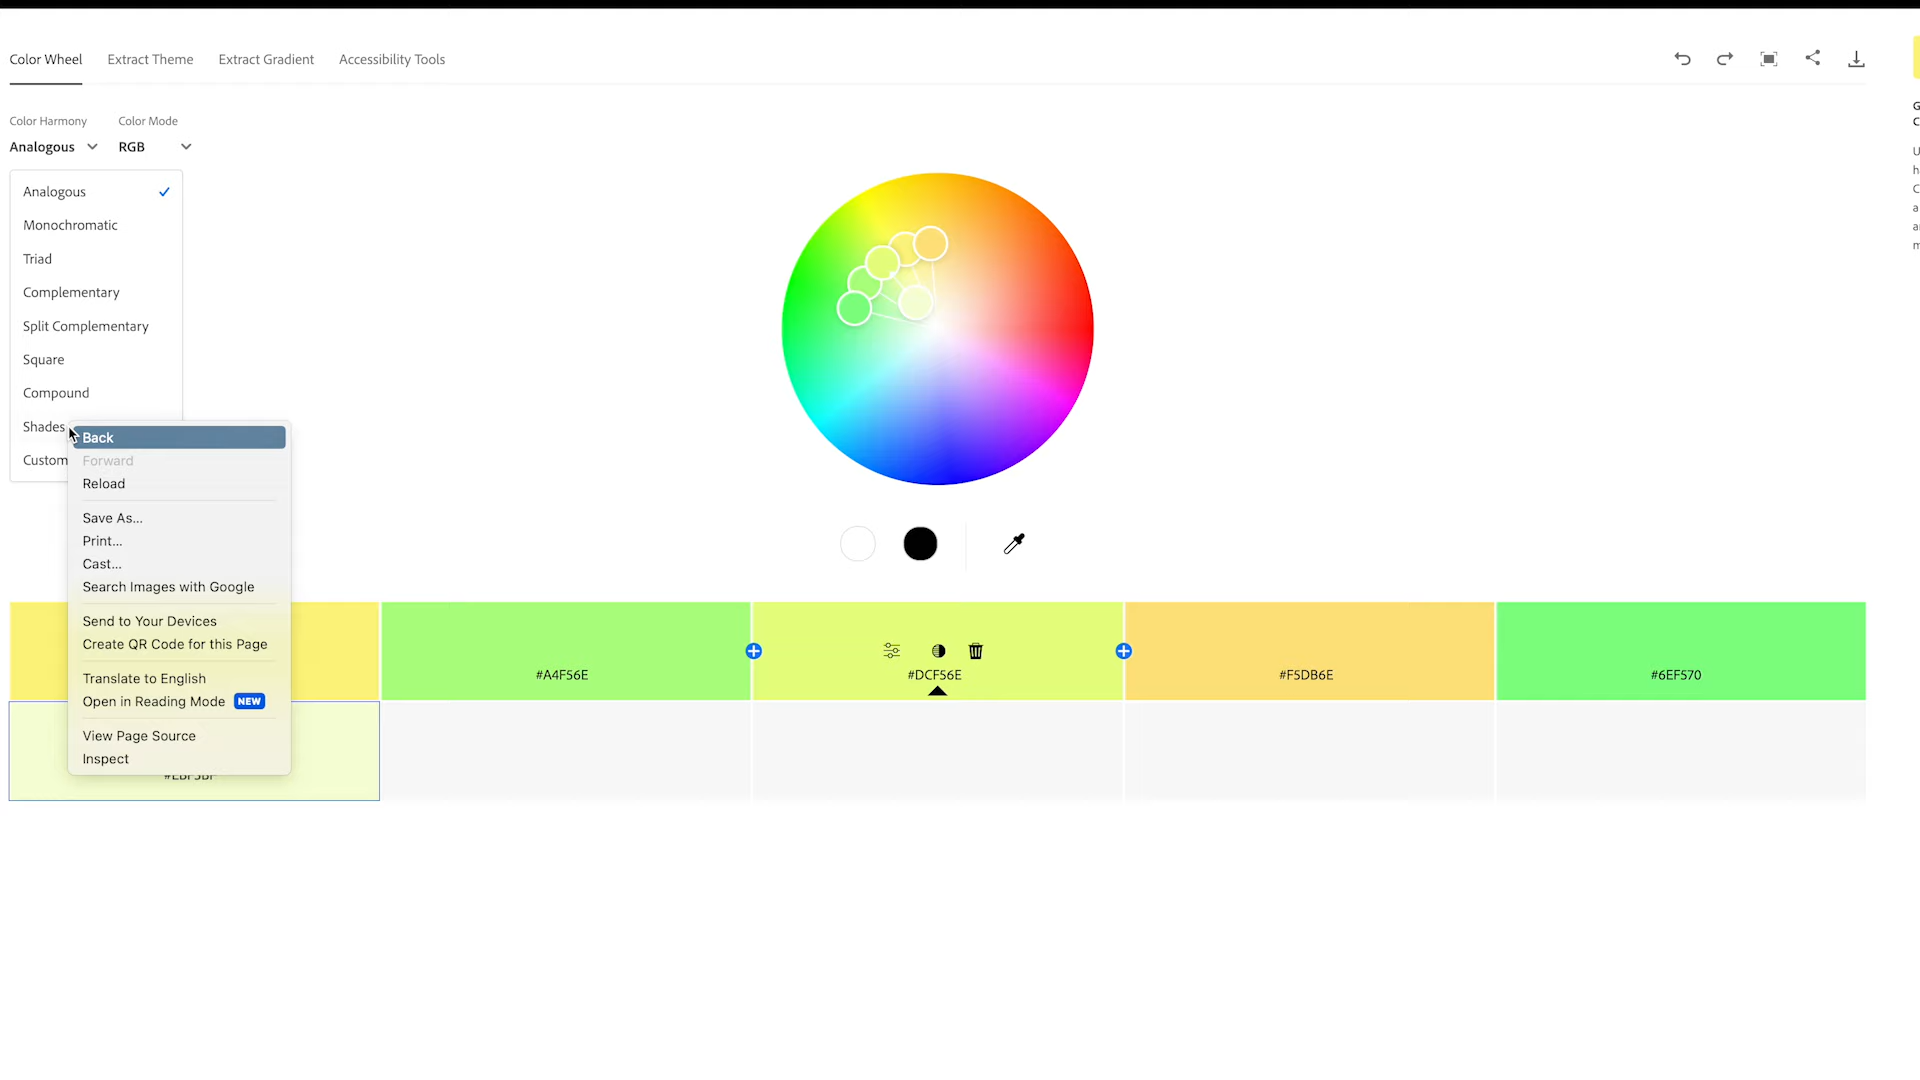 Color Wheel Extract Theme Extract Gradient Accessibility Tools
Color Harmony Color Mode
Analogous RGB
Analogous
Monochromatic
Triad
Complementary
Split Complementary
Square
Compound
Shades
Custom
Back
Forward
Reload
Save As...
Print...
Cast...
Search Images with Google
Send to Your Devices
Create QR Code for this Page
Translate to English
Open in Reading Mode NEW
View Page Source
Inspect
#A4F56E #DCF56E #F5DB6E #6EF570